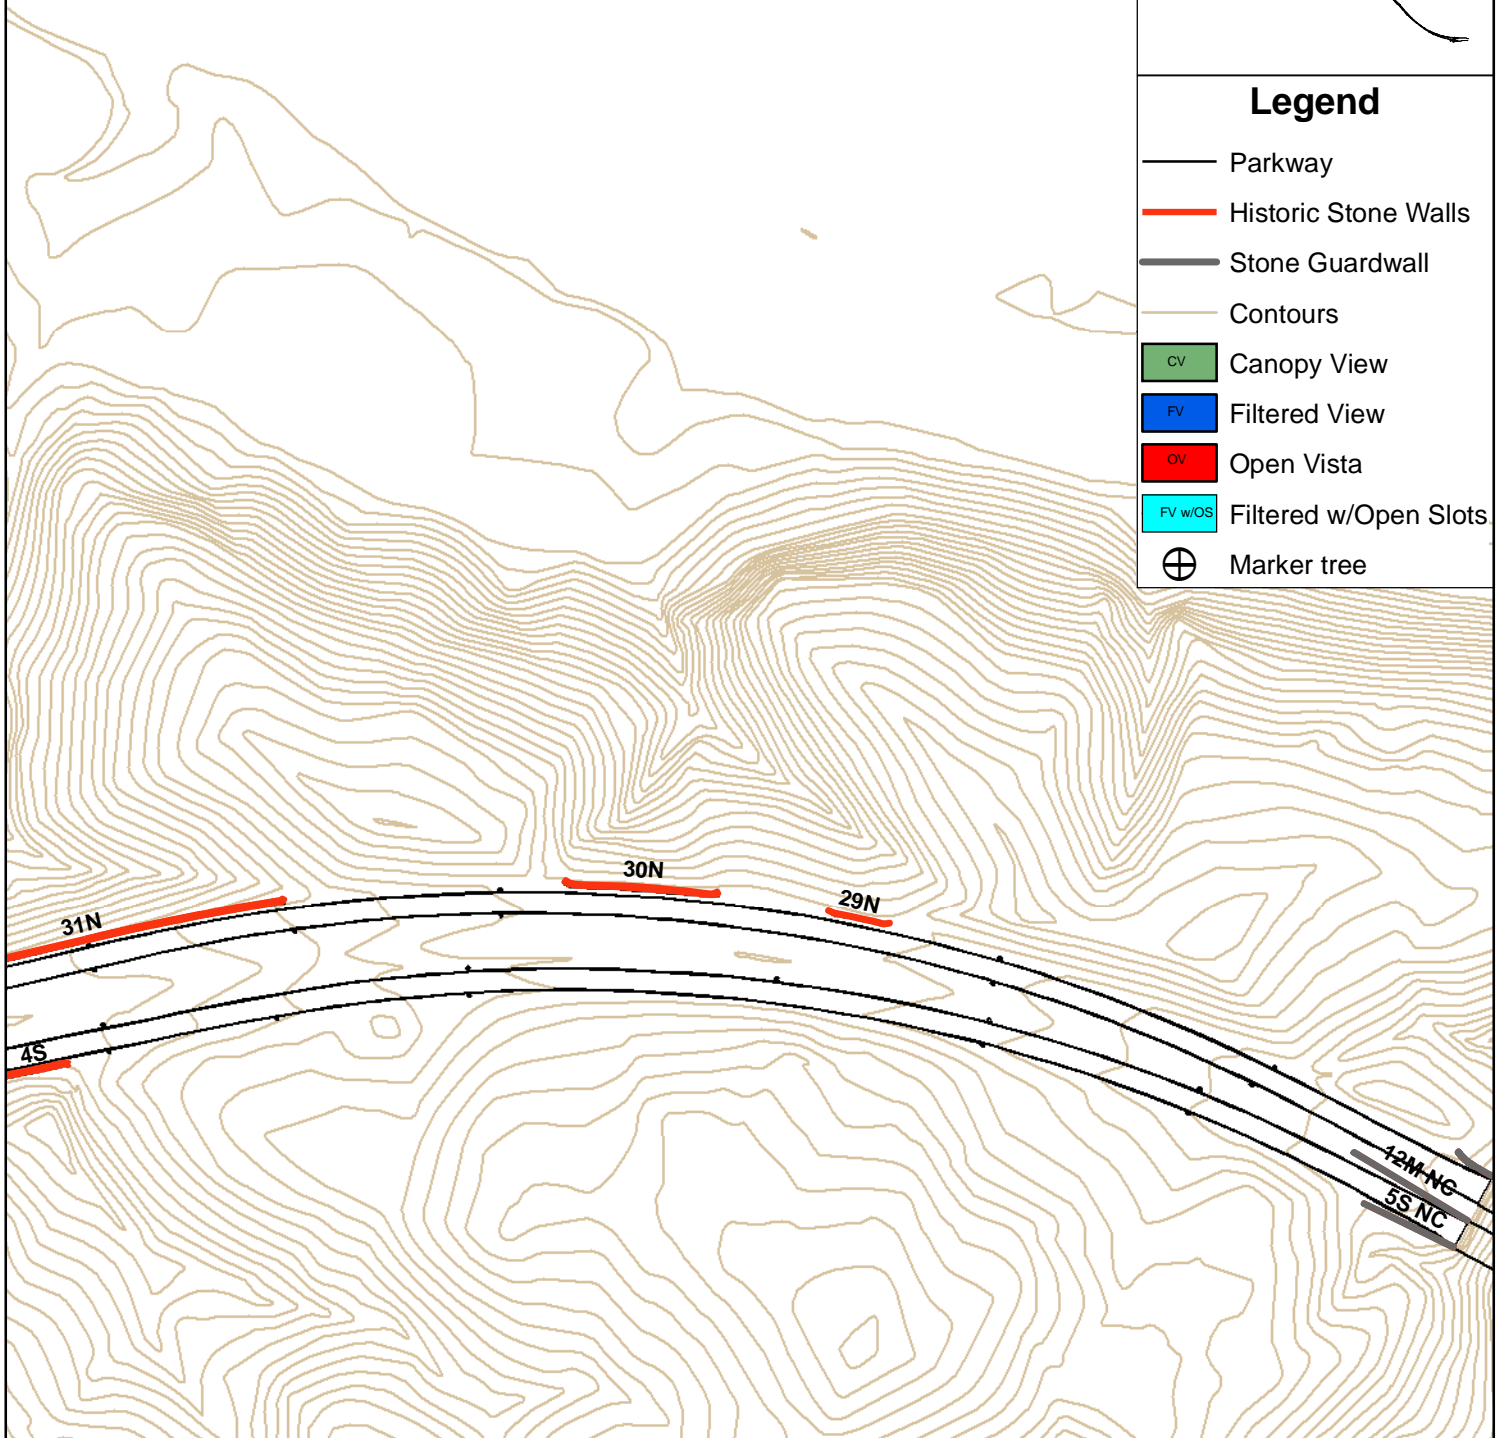 Legend
Parkway
Historic Stone Walls
Stone Guardwall
Contours
CV Canopy View
FV Filtered View
OV Open Vista
FV w/OS Filtered w/Open Slots
Marker tree
30N
29N
31N
4S
12M NC
5S NC